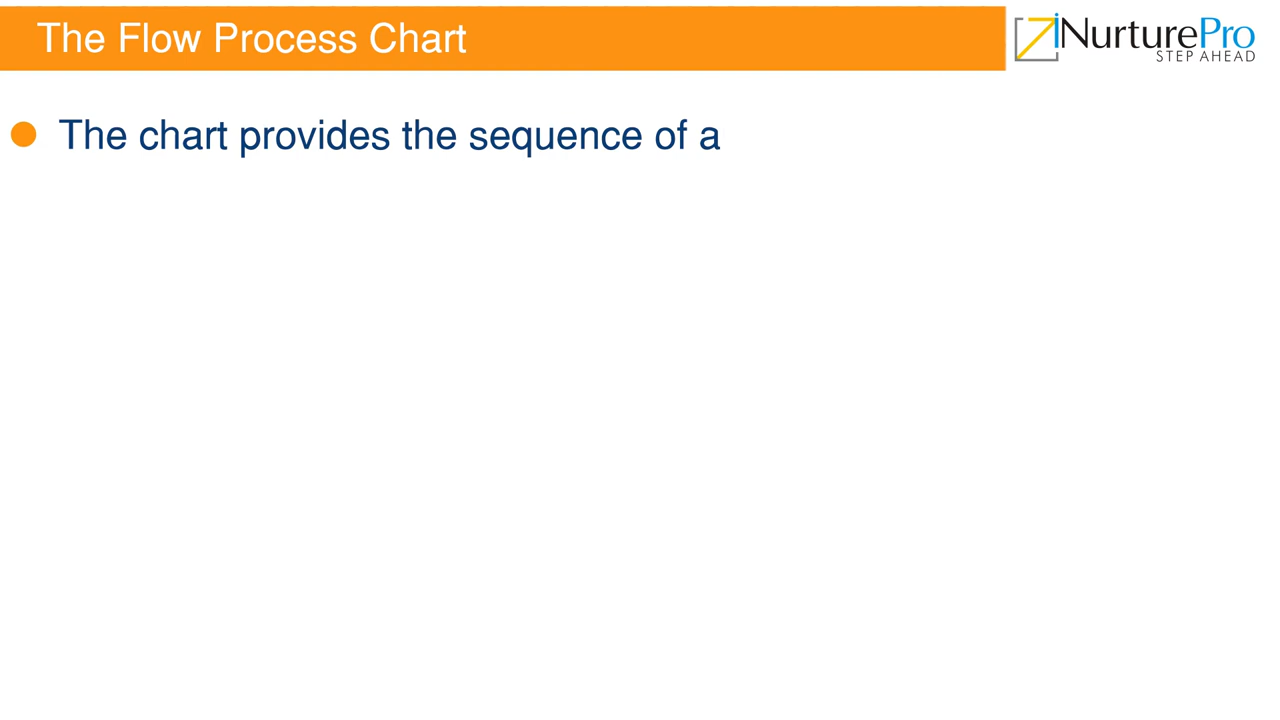 The Flow Process Chart
iNurturePro
STEP AHEAD
The chart provides the sequence of a